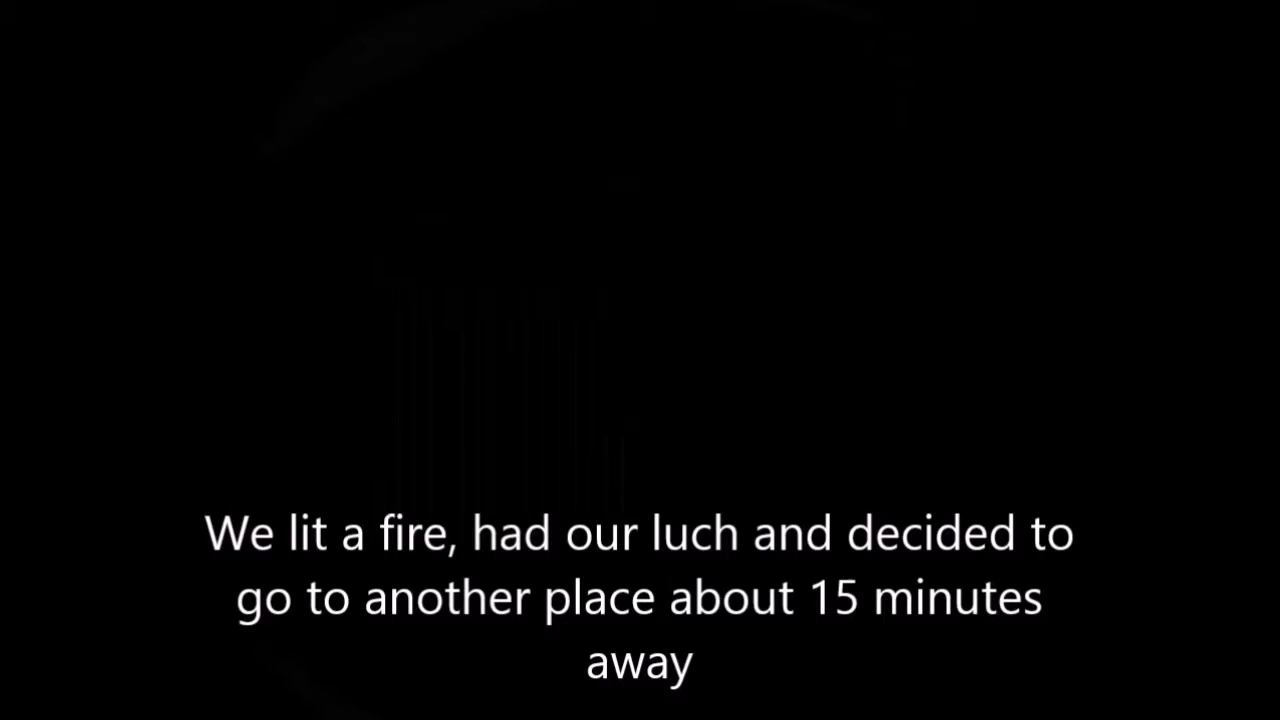 We lit a fire, had our luch and decided to
go to another place about 15 minutes
away